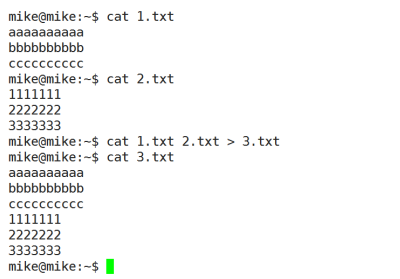 mike@mike:~$ cat 1.txt
aaaaaaaaaa
bbbbbbbbbb
cccccccccc
mike@mike:~$ cat 2.txt
1111111
2222222
3333333
mike@mike:~$ cat 1.txt 2.txt > 3.txt
mike@mike:~$ cat 3.txt
aaaaaaaaaa
bbbbbbbbbb
cccccccccc
1111111
2222222
3333333
mike@mike:~$